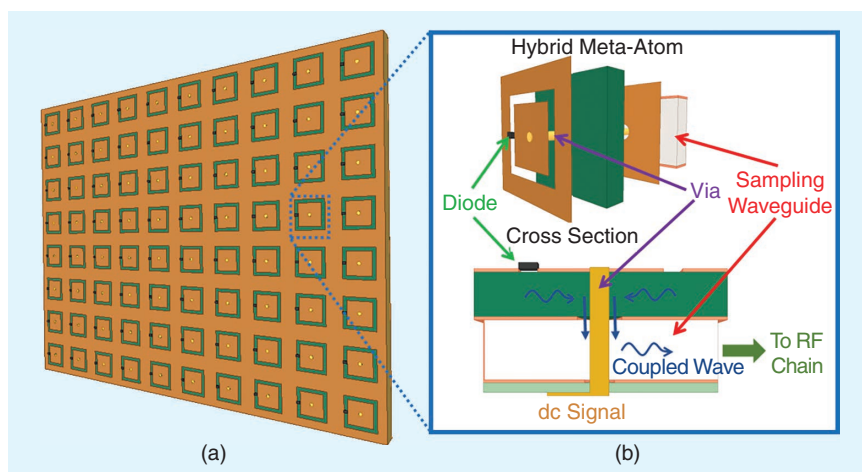 Hybrid Meta-Atom
Diode
Via
Sampling
Waveguide
Cross Section
Coupled Wave
To RF
Chain
dc Signal
(a)
(b)